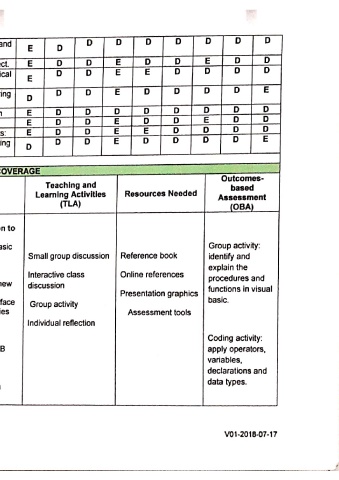 and E D D D D D D D D
ect. E D D E D D E D D
ical E D D E E D D D D
ring D D D E D D D D E
n E D D D D D D D D
E D D E D D E D D
s: E D D E E D D D D
ing D D D E D D D D E
OVERAGE
Teaching and Learning Activities (TLA)
Resources Needed
Outcomes-based Assessment (OBA)
on to
asic
new
face
ies
B
Small group discussion
Interactive class
discussion
Group activity
Individual reflection
Reference book
Online references
Presentation graphics
Assessment tools
Group activity:
identify and
explain the
procedures and
functions in visual
basic.
Coding activity:
apply operators,
variables,
declarations and
data types.
V01-2018-07-17